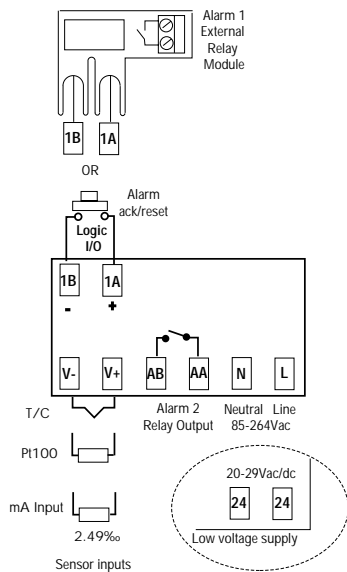 Alarm 1
External
Relay
Module
1B 1A
OR
Alarm
ack/reset
Logic
I/O
1B 1A
- +
V- V+ AB AA N L
T/C
Alarm 2
Relay Output
Neutral Line
85-264Vac
Pt100
mA Input
2.49‰
Sensor inputs
20-29Vac/dc
24 24
Low voltage supply